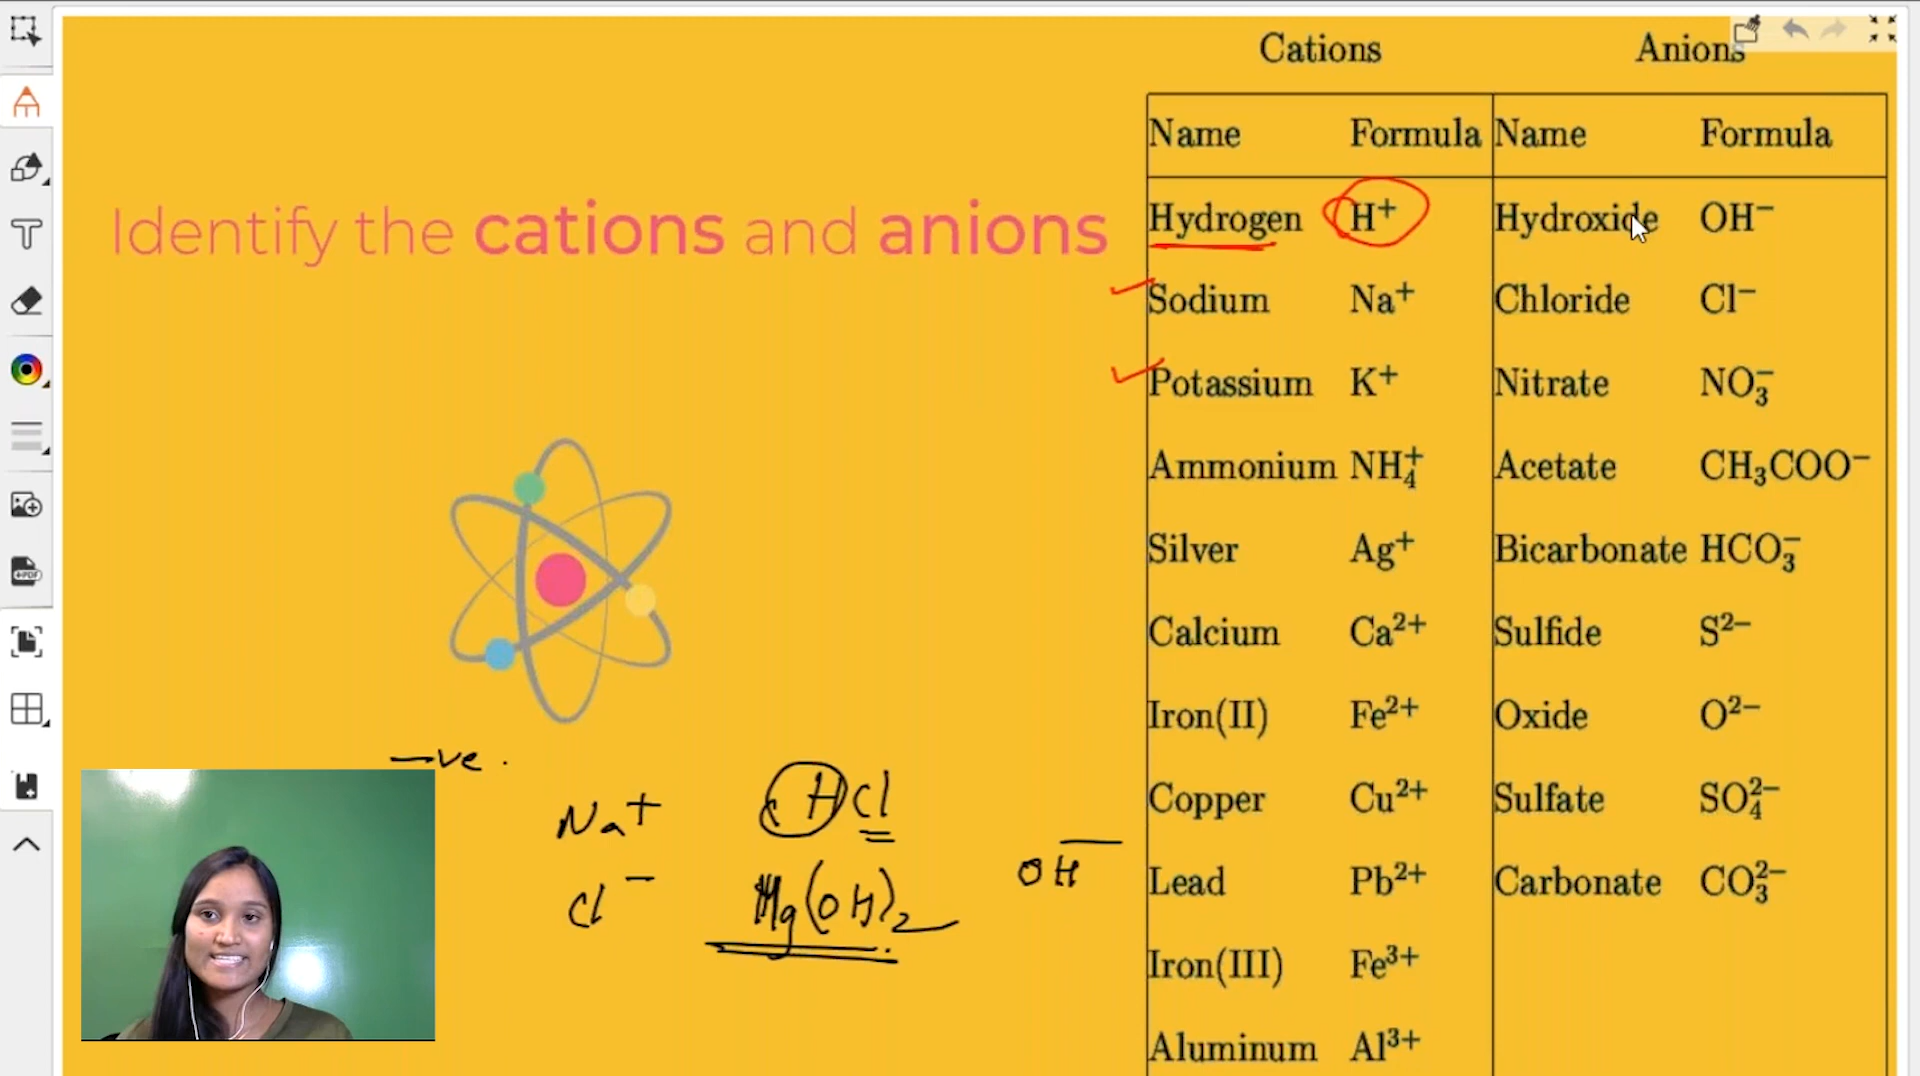 Cations Anions
Name Formula Name Formula
Hydrogen H⁺ Hydroxide OH⁻
Identify the cations and anions
Sodium Na⁺ Chloride Cl⁻
Potassium K⁺ Nitrate NO₃⁻
Ammonium NH₄⁺ Acetate CH₃COO⁻
Silver Ag⁺ Bicarbonate HCO₃⁻
Calcium Ca²⁺ Sulfide S²⁻
Iron(II) Fe²⁺ Oxide O²⁻
Copper Cu²⁺ Sulfate SO₄²⁻
Lead Pb²⁺ Carbonate CO₃²⁻
Iron(III) Fe³⁺
Aluminum Al³⁺
-ve.
Na⁺ HCl
Cl⁻ Mg(OH)₂
OH⁻
T
PDF